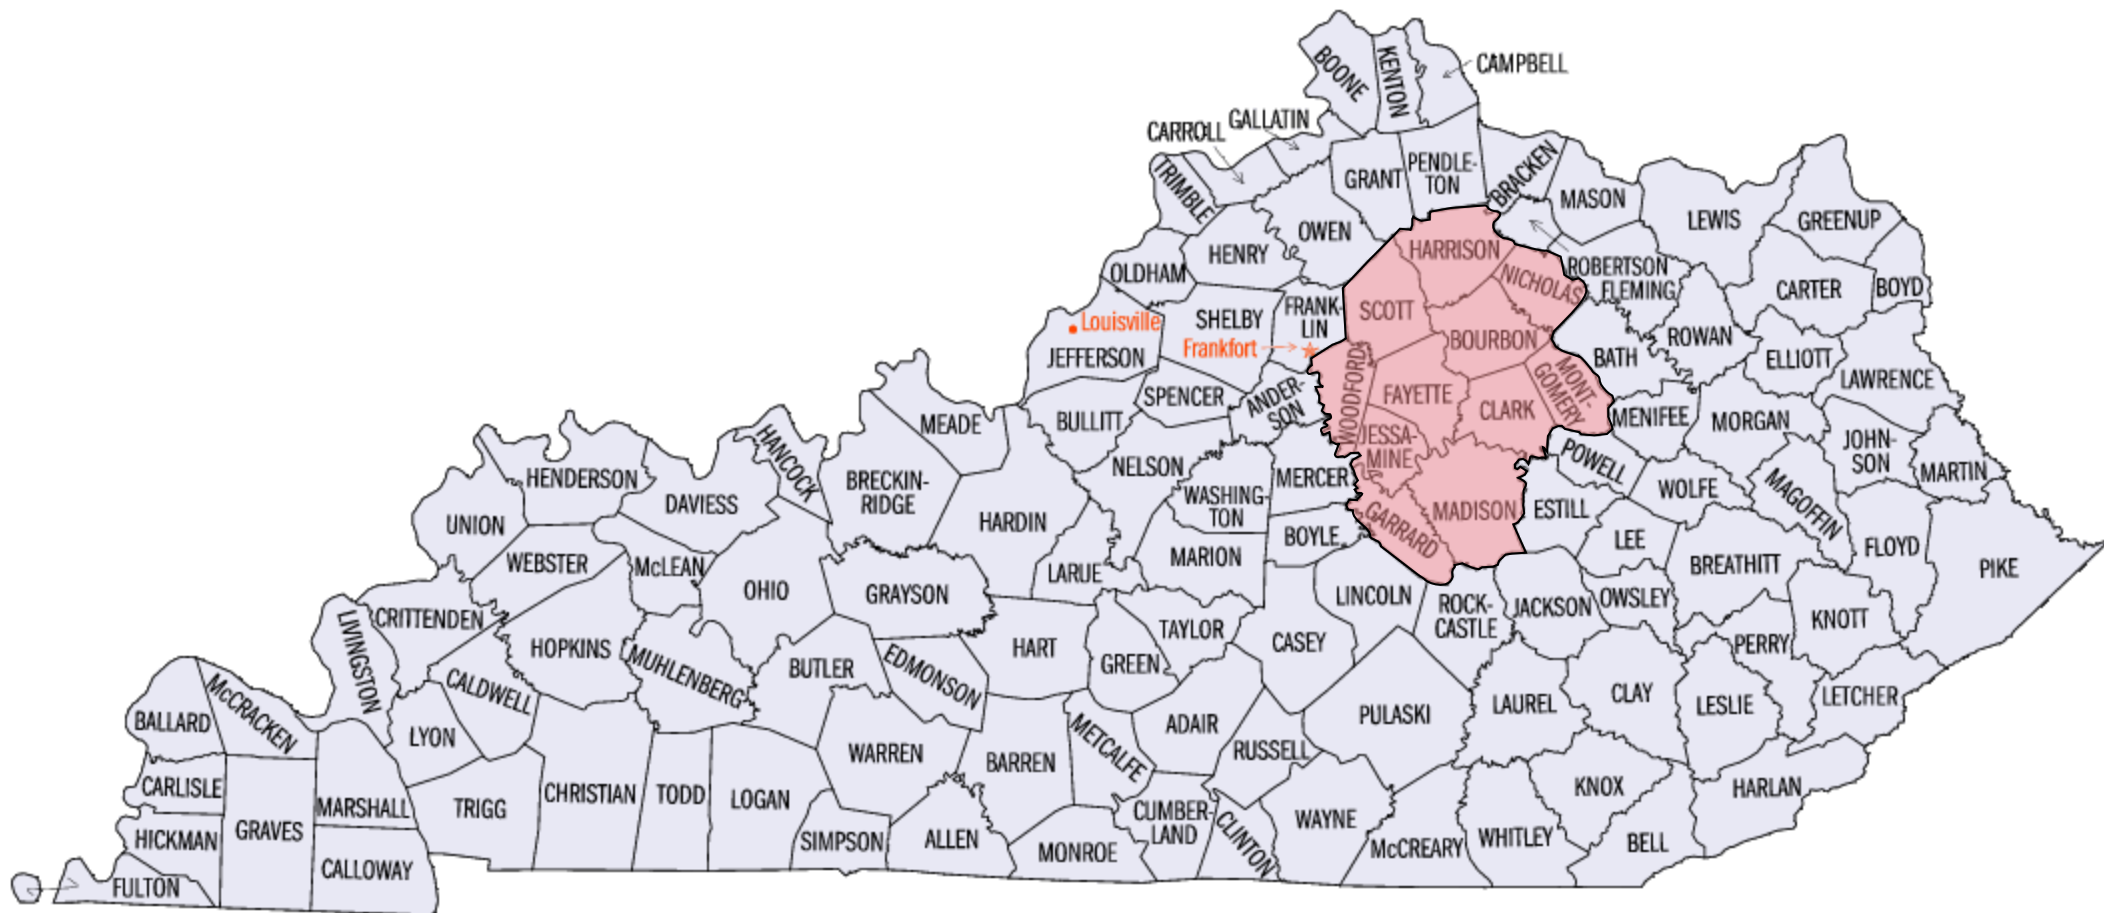 BOONE
KENTON
CAMPBELL
GALLATIN
CARROLL
TRIMBLE
GRANT
PENDLE-
TON
BRACKEN
MASON
LEWIS
GREENUP
OWEN
HENRY
OLDHAM
HARRISON
ROBERTSON
NICHOLAS
FLEMING
CARTER
BOYD
FRANK-
LIN
SCOTT
SHELBY
Louisville
Frankfort
JEFFERSON
BOURBON
ROWAN
BATH
ELLIOTT
LAWRENCE
WOODFORD
FAYETTE
CLARK
MONT-
GOMERY
MENIFEE
MORGAN
SPENCER
ANDER-
SON
BULLITT
MEADE
HANCOCK
JESSA-
MINE
POWELL
JOHN-
SON
MARTIN
NELSON
MERCER
WASHING-
TON
BRECKIN-
RIDGE
HENDERSON
DAVIESS
HARDIN
UNION
MADISON
GARRARD
ESTILL
WOLFE
MAGOFFIN
BOYLE
MARION
LEE
FLOYD
BREATHITT
PIKE
WEBSTER
McLEAN
OHIO
GRAYSON
LARUE
LINCOLN
ROCK-
CASTLE
JACKSON
OWSLEY
KNOTT
PERRY
CRITTENDEN
LIVINGSTON
HOPKINS
MUHLENBERG
BUTLER
EDMONSON
HART
GREEN
TAYLOR
CASEY
CALDWELL
LYON
PULASKI
LAUREL
CLAY
LESLIE
LETCHER
BALLARD
McCRACKEN
ADAIR
METCALFE
RUSSELL
WARREN
BARREN
CARLISLE
MARSHALL
TRIGG
CHRISTIAN
TODD
LOGAN
KNOX
HARLAN
HICKMAN
GRAVES
SIMPSON
ALLEN
CUMBER-
LAND
CLINTON
WAYNE
McCREARY
WHITLEY
BELL
MONROE
CALLOWAY
FULTON